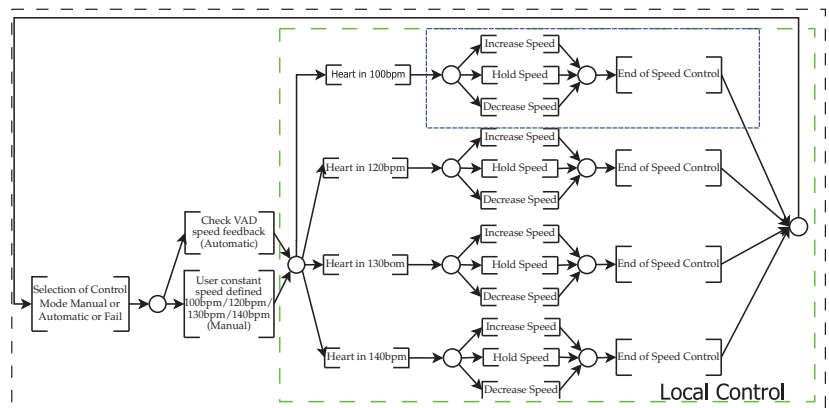 Increase Speed
Heart in 100bpm
Hold Speed
End of Speed Control
Decrease Speed
Increase Speed
Heart in 120bpm
Hold Speed
End of Speed Control
Decrease Speed
Check VAD
speed feedback
(Automatic)
Increase Speed
Heart in 130bom
Hold Speed
End of Speed Control
Decrease Speed
Selection of Control
Mode Manual or
Automatic or Fail
User constant
speed defined
100bpm/120bpm/
130bpm/140bpm
(Manual)
Increase Speed
Heart in 140bpm
Hold Speed
End of Speed Control
Decrease Speed
Local Control